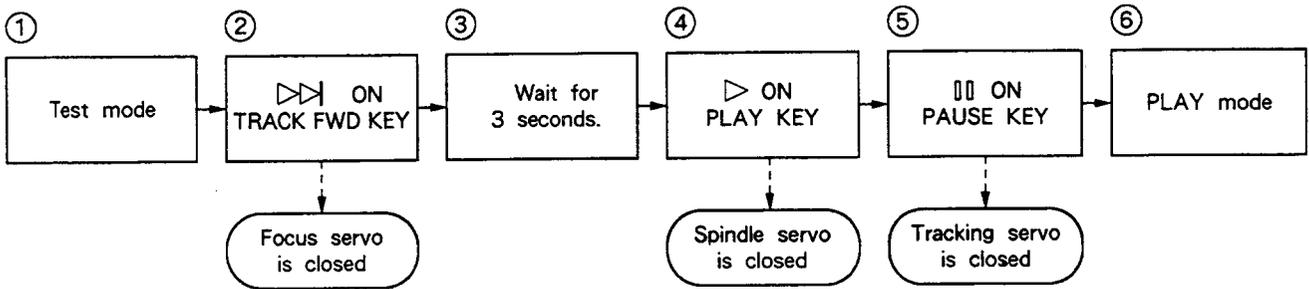 ①
Test mode
②
▷▷| ON
TRACK FWD KEY
Focus servo
is closed
③
Wait for
3 seconds.
④
▷ ON
PLAY KEY
Spindle servo
is closed
⑤
▯▯ ON
PAUSE KEY
Tracking servo
is closed
⑥
PLAY mode